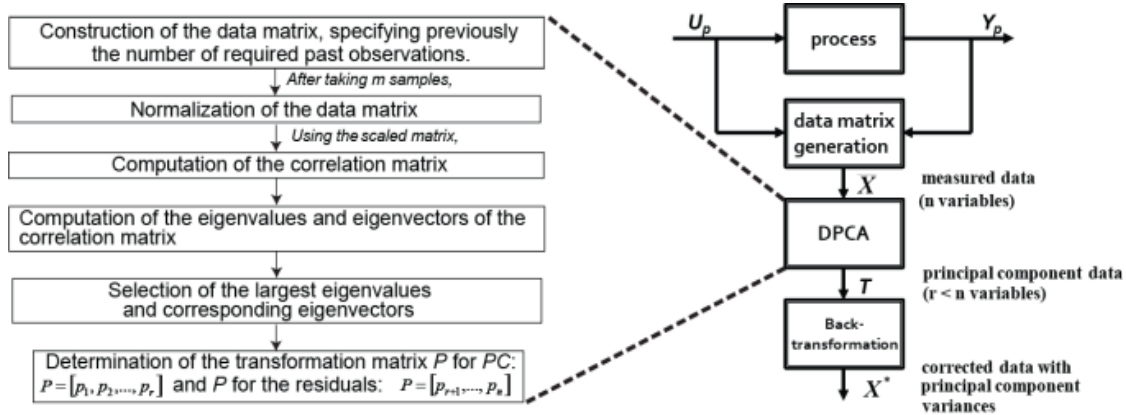 Construction of the data matrix, specifying previously
the number of required past observations.
After taking m samples,
Normalization of the data matrix
Using the scaled matrix,
Computation of the correlation matrix
Computation of the eigenvalues and eigenvectors of the
correlation matrix
Selection of the largest eigenvalues
and corresponding eigenvectors
Determination of the transformation matrix P for PC:
P = [p₁, p₂,..., pᵣ] and P for the residuals: P = [pᵣ₊₁,..., pₙ]
Uₚ
Yₚ
process
data matrix
generation
X
measured data
(n variables)
DPCA
T
principal component data
(r < n variables)
Back-
transformation
X*
corrected data with
principal component
variances